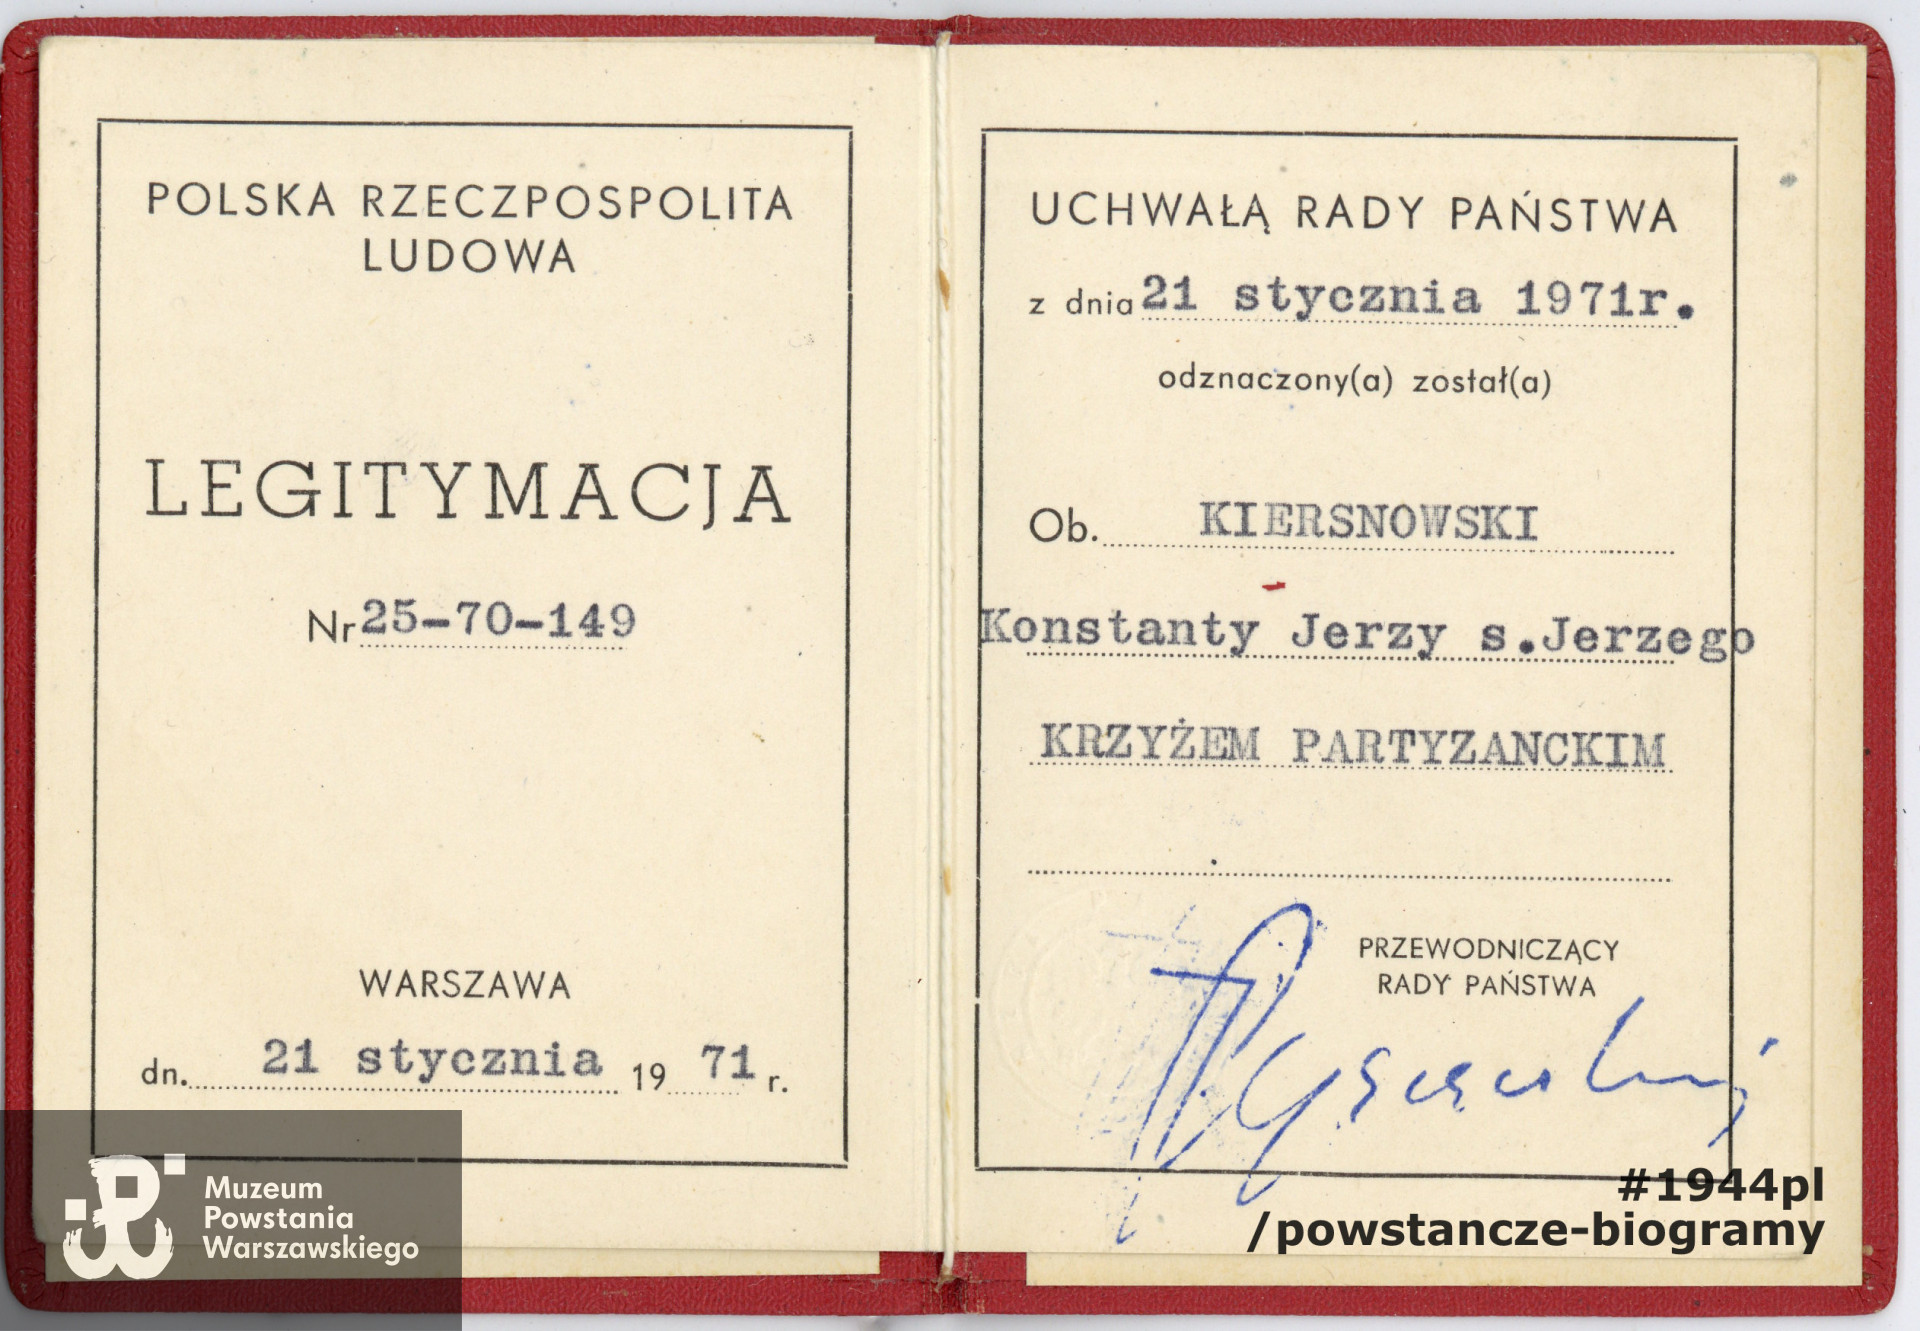 POLSKA RZECZPOSPOLITA
LUDOWA
LEGITYMACJA
Nr 25-70-149
WARSZAWA
dn. 21 stycznia 19 71 r.
UCHWAŁĄ RADY PAŃSTWA
z dnia 21 stycznia 1971r.
odznaczony(a) został(a)
Ob. KIERSNOWSKI
Konstanty Jerzy s.Jerzego
KRZYŻEM PARTYZANCKIM
PRZEWODNICZĄCY
RADY PAŃSTWA
Muzeum
Powstania
Warszawskiego
#1944pl
/powstancze-biogramy